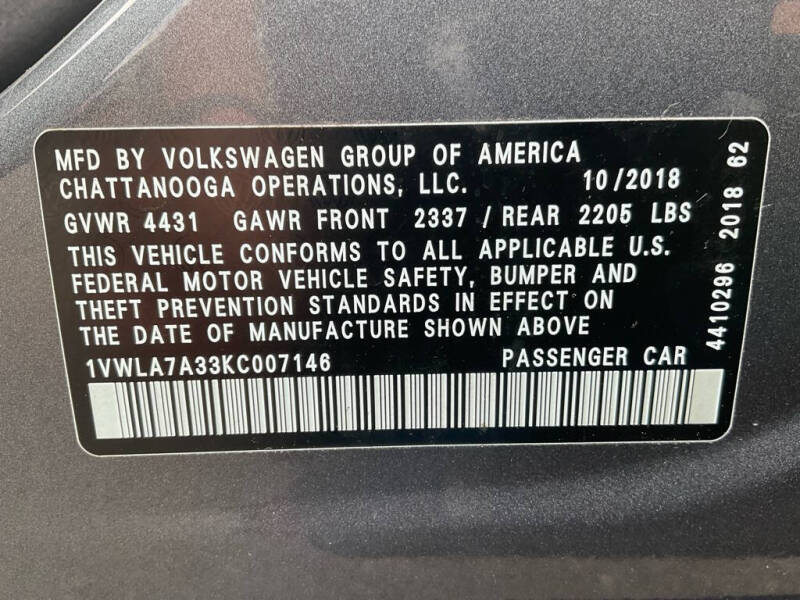 MFD BY VOLKSWAGEN GROUP OF AMERICA
CHATTANOOGA OPERATIONS, LLC. 10/2018
GVWR 4431 GAWR FRONT 2337 / REAR 2205 LBS
THIS VEHICLE CONFORMS TO ALL APPLICABLE U.S.
FEDERAL MOTOR VEHICLE SAFETY, BUMPER AND
THEFT PREVENTION STANDARDS IN EFFECT ON
THE DATE OF MANUFACTURE SHOWN ABOVE
1VWLA7A33KC007146 PASSENGER CAR
4410296 2018 62